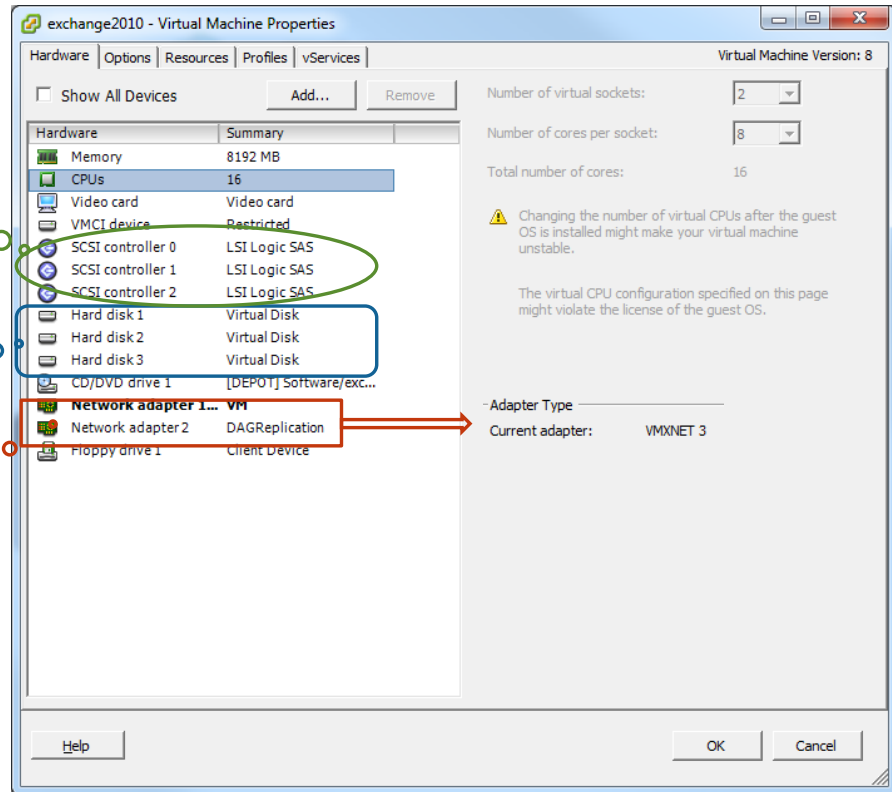 exchange2010 - Virtual Machine Properties
Hardware Options Resources Profiles vServices
Virtual Machine Version: 8
Show All Devices Add... Remove
Hardware Summary
Memory 8192 MB
CPUs 16
Video card Video card
VMCI device Restricted
SCSI controller 0 LSI Logic SAS
SCSI controller 1 LSI Logic SAS
SCSI controller 2 LSI Logic SAS
Hard disk 1 Virtual Disk
Hard disk 2 Virtual Disk
Hard disk 3 Virtual Disk
CD/DVD drive 1 [DEPOT] Software/exc...
Network adapter 1... VM
Network adapter 2 DAGReplication
Floppy drive 1 Client Device
Number of virtual sockets: 2
Number of cores per socket: 8
Total number of cores: 16
Changing the number of virtual CPUs after the guest
OS is installed might make your virtual machine
unstable.
The virtual CPU configuration specified on this page
might violate the license of the guest OS.
Adapter Type
Current adapter: VMXNET 3
Help OK Cancel